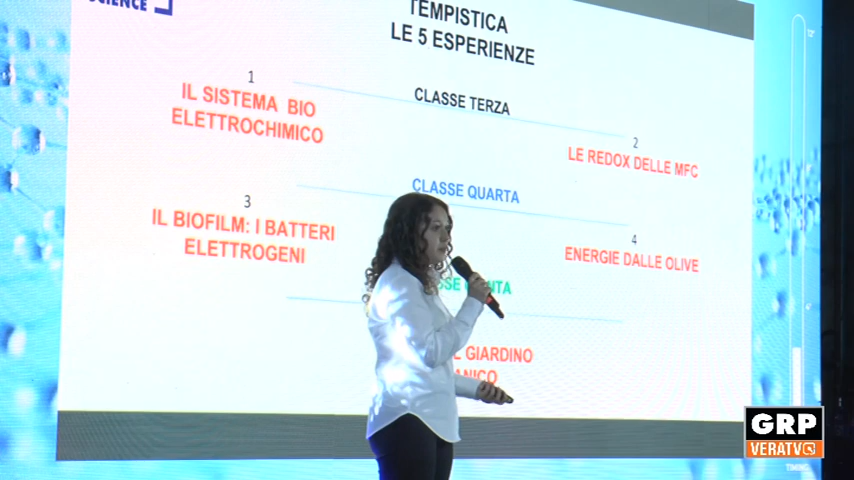 SCIENCE
TEMPISTICA
LE 5 ESPERIENZE
1
IL SISTEMA BIO
ELETTROCHIMICO
CLASSE TERZA
2
LE REDOX DELLE MFC
CLASSE QUARTA
3
IL BIOFILM: I BATTERI
ELETTROGENI
4
ENERGIE DALLE OLIVE
GIARDINO
GRP
VERATV